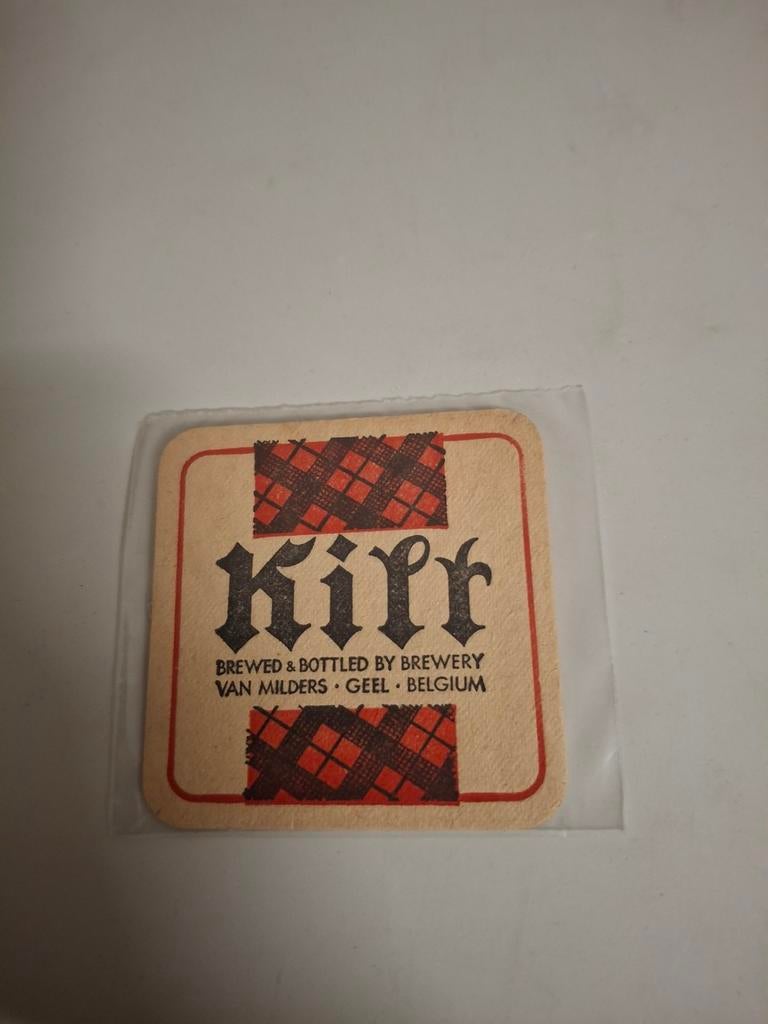 Kilt
BREWED & BOTTLED BY BREWERY
VAN MILDERS · GEEL · BELGIUM